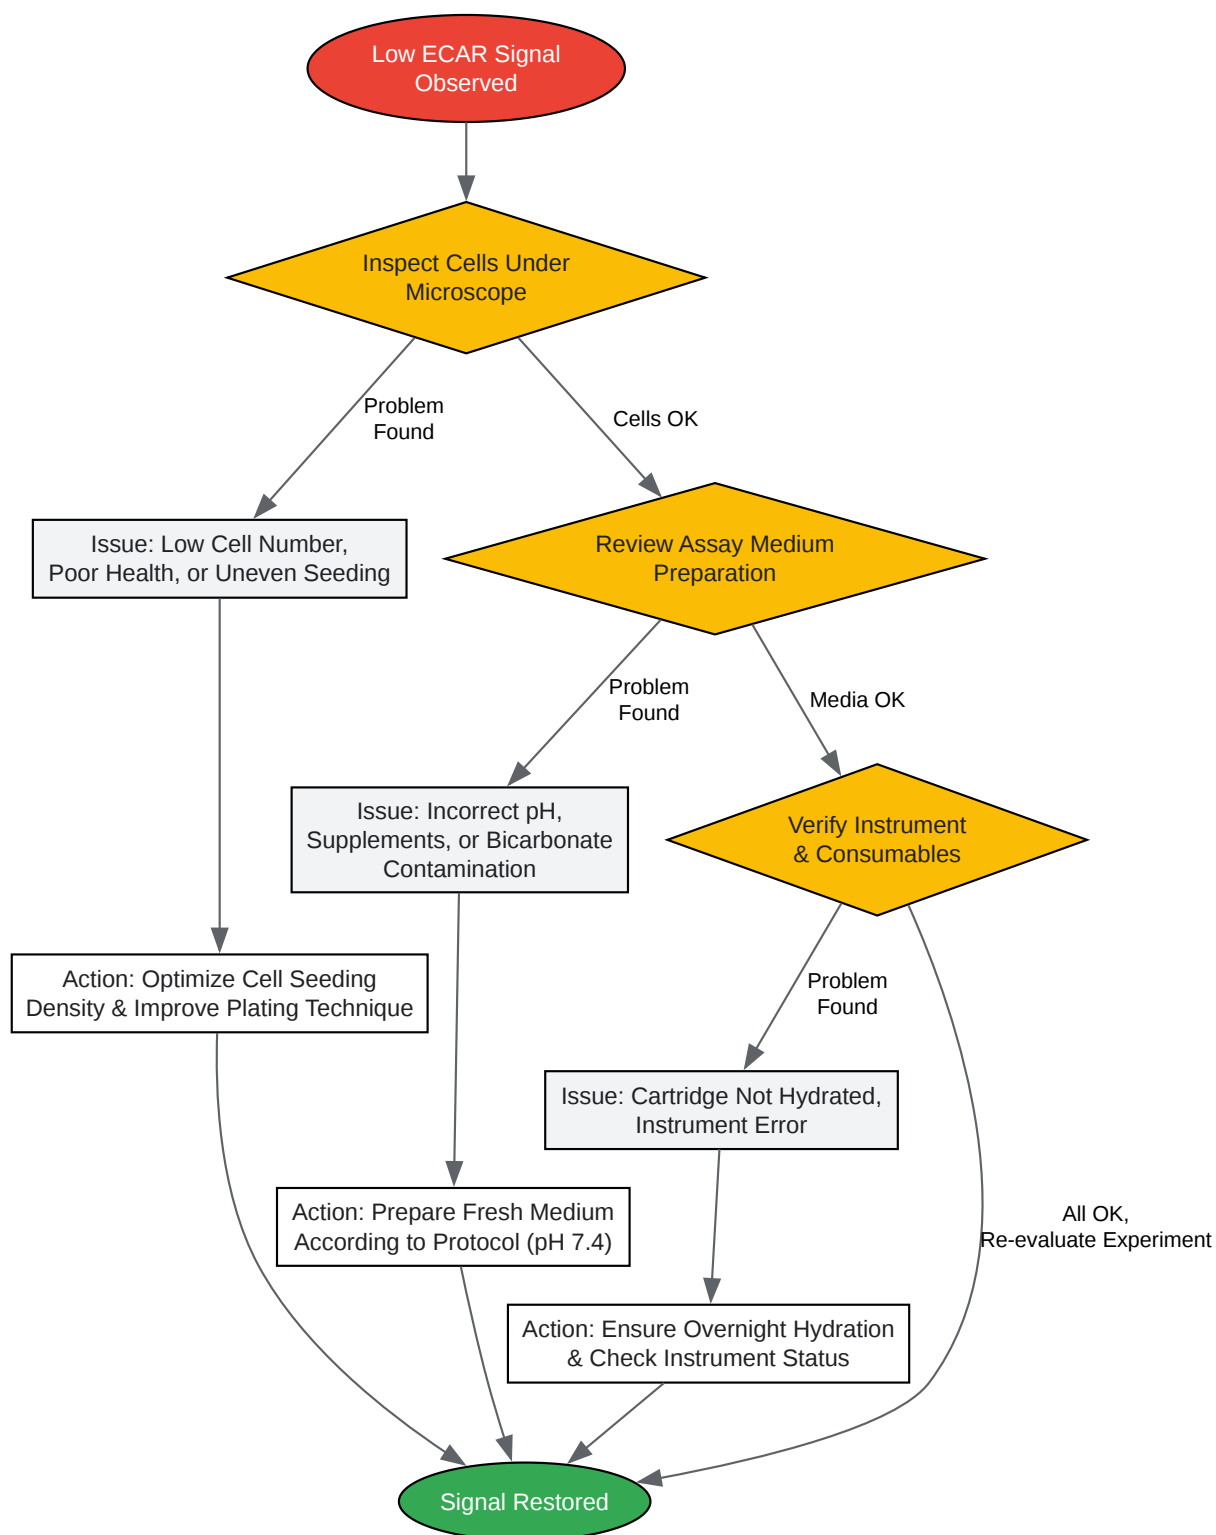 Low ECAR Signal
Observed
Inspect Cells Under
Microscope
Problem
Found
Cells OK
Issue: Low Cell Number,
Poor Health, or Uneven Seeding
Review Assay Medium
Preparation
Problem
Found
Media OK
Issue: Incorrect pH,
Supplements, or Bicarbonate
Contamination
Verify Instrument
& Consumables
Action: Optimize Cell Seeding
Density & Improve Plating Technique
Problem
Found
Issue: Cartridge Not Hydrated,
Instrument Error
Action: Prepare Fresh Medium
According to Protocol (pH 7.4)
All OK,
Re-evaluate Experiment
Action: Ensure Overnight Hydration
& Check Instrument Status
Signal Restored